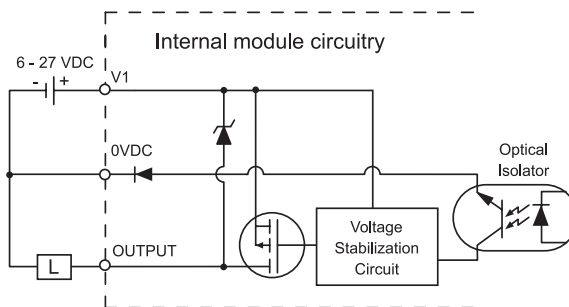 Internal module circuitry
6 - 27 VDC
- +
V1
0VDC
Optical
Isolator
OUTPUT
L
Voltage
Stabilization
Circuit